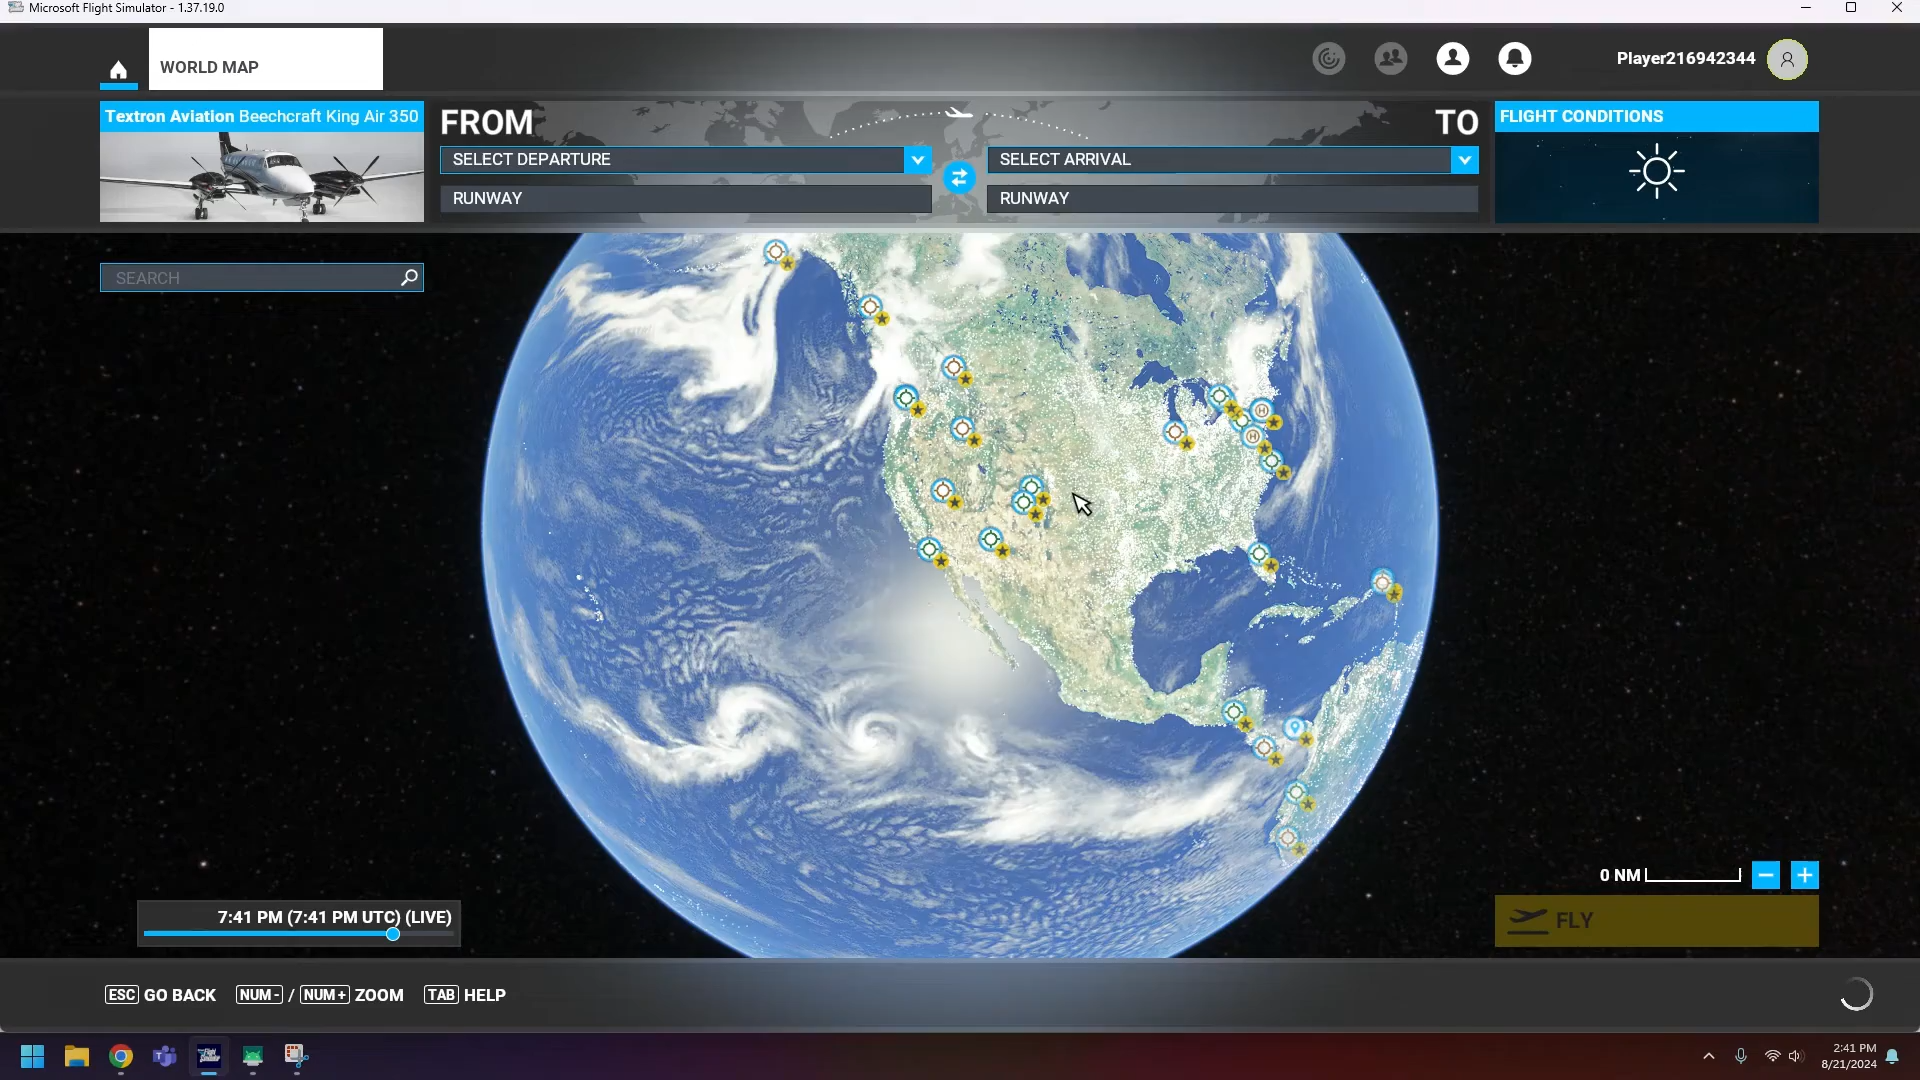 Microsoft Flight Simulator - 1.37.19.0
WORLD MAP
Player216942344
Textron Aviation Beechcraft King Air 350
FROM
TO
SELECT DEPARTURE
SELECT ARRIVAL
RUNWAY
RUNWAY
FLIGHT CONDITIONS
SEARCH
H
H
0 NM
7:41 PM (7:41 PM UTC) (LIVE)
FLY
ESC GO BACK NUM - / NUM + ZOOM TAB HELP
2:41 PM
8/21/2024